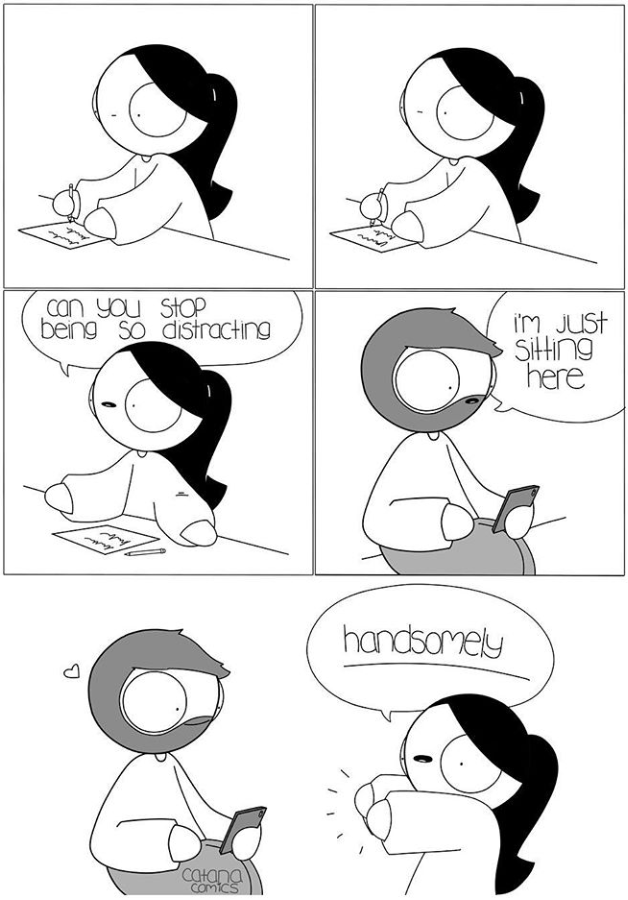 can you stop
being so distracting
i'm just
sitting
here
handsomely
catana
comics